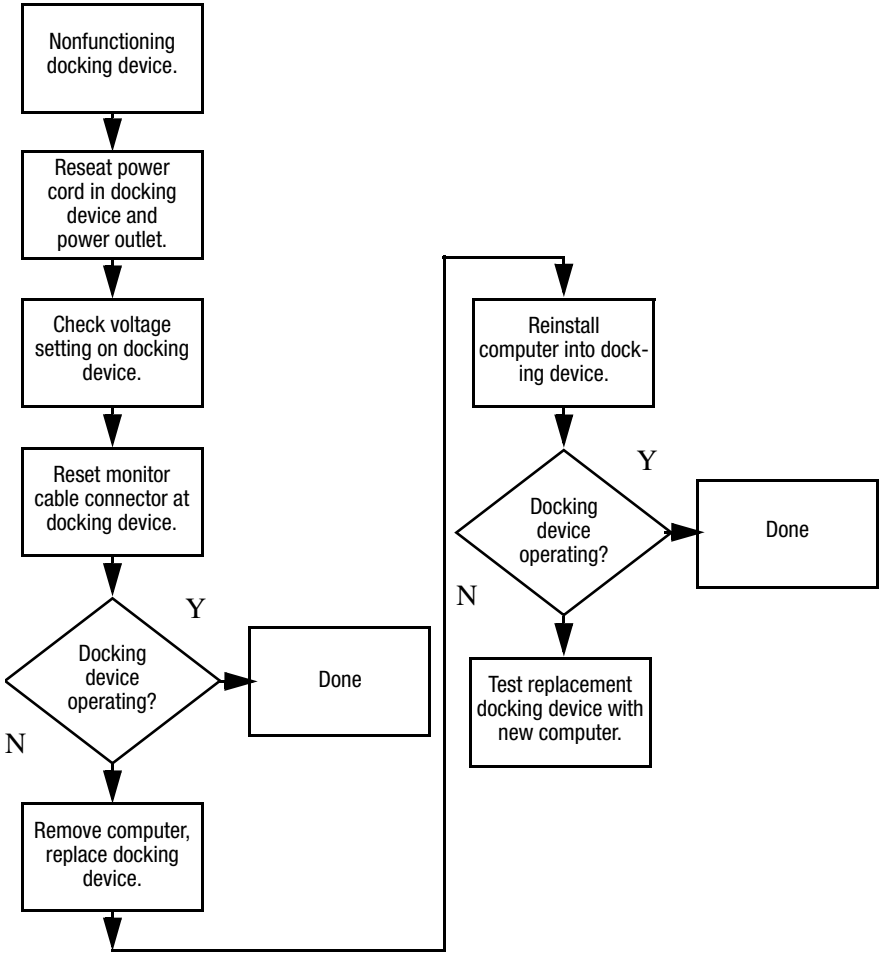 Nonfunctioning
docking device.
Reseat power
cord in docking
device and
power outlet.
Check voltage
setting on docking
device.
Reset monitor
cable connector at
docking device.
Docking
device
operating?
Y
Done
N
Remove computer,
replace docking
device.
Reinstall
computer into dock-
ing device.
Docking
device
operating?
Y
Done
N
Test replacement
docking device with
new computer.